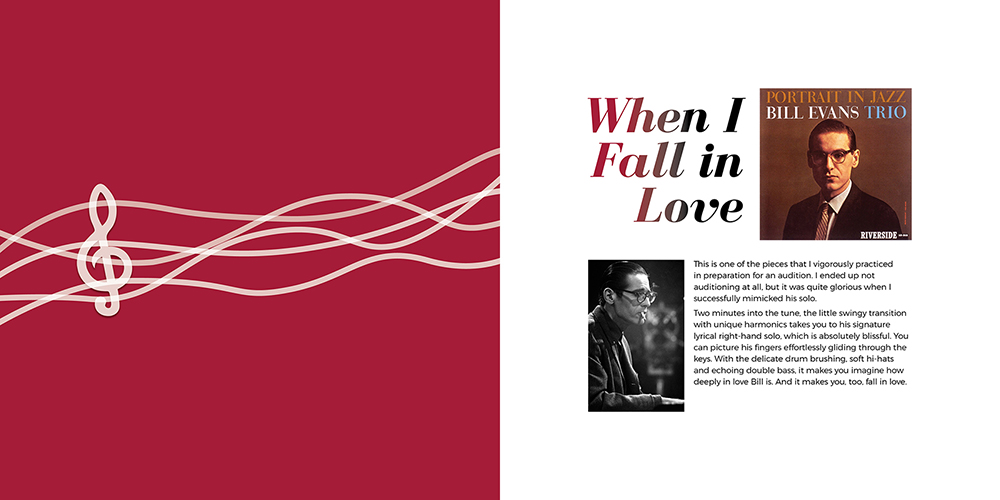 When I
Fall in
Love
PORTRAIT IN JAZZ
BILL EVANS TRIO
RIVERSIDE
This is one of the pieces that I vigorously practiced
in preparation for an audition. I ended up not
auditioning at all, but it was quite glorious when I
successfully mimicked his solo.
Two minutes into the tune, the little swingy transition
with unique harmonics takes you to his signature
lyrical right-hand solo, which is absolutely blissful. You
can picture his fingers effortlessly gliding through the
keys. With the delicate drum brushing, soft hi-hats
and echoing double bass, it makes you imagine how
deeply in love Bill is. And it makes you, too, fall in love.